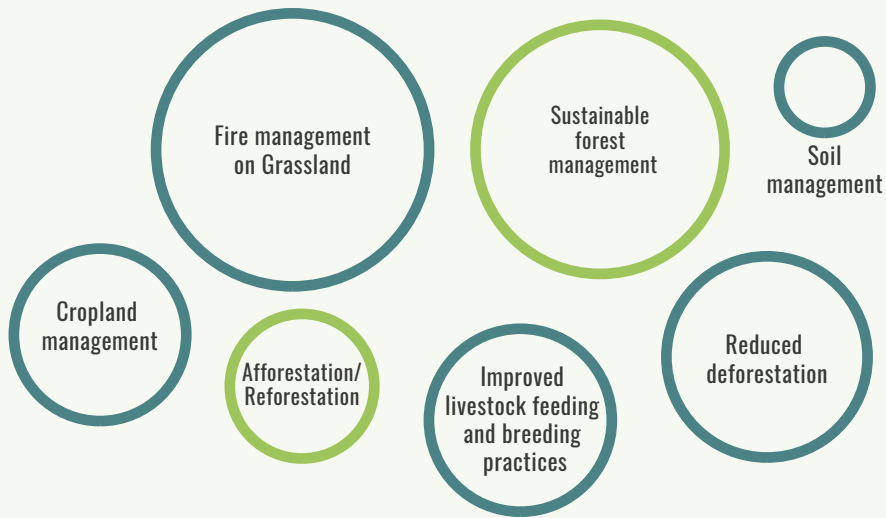 Fire management
on Grassland
Sustainable
forest
management
Soil
management
Cropland
management
Afforestation/
Reforestation
Improved
livestock feeding
and breeding
practices
Reduced
deforestation